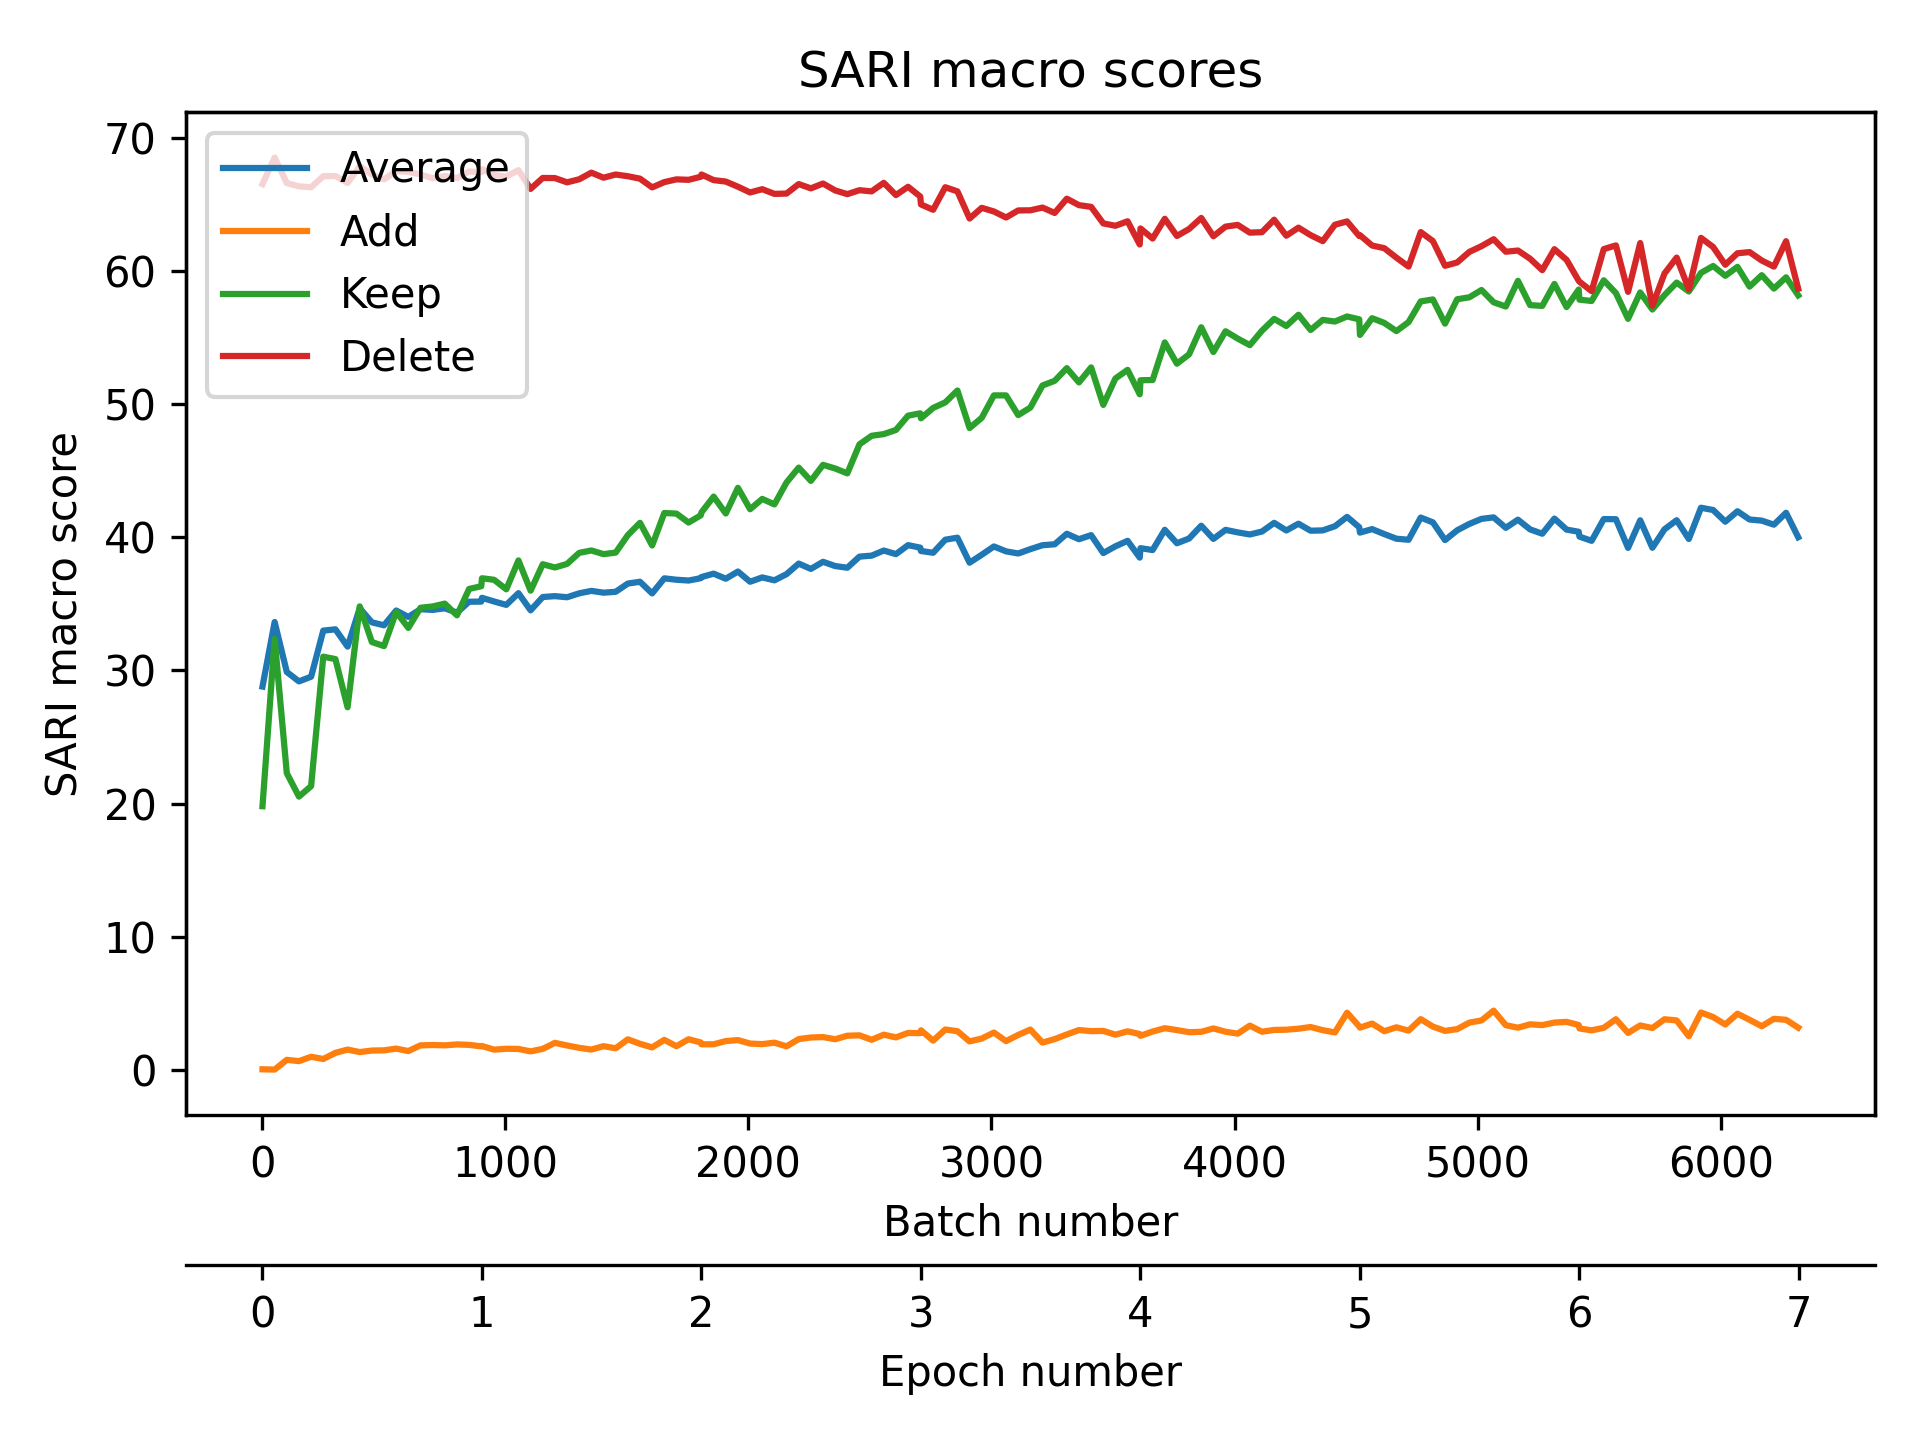 SARI macro scores
70
60
50
40
30
20
10
0
SARI macro score
Average
Add
Keep
Delete
0 1000 2000 3000 4000 5000 6000
Batch number
0 1 2 3 4 5 6 7
Epoch number